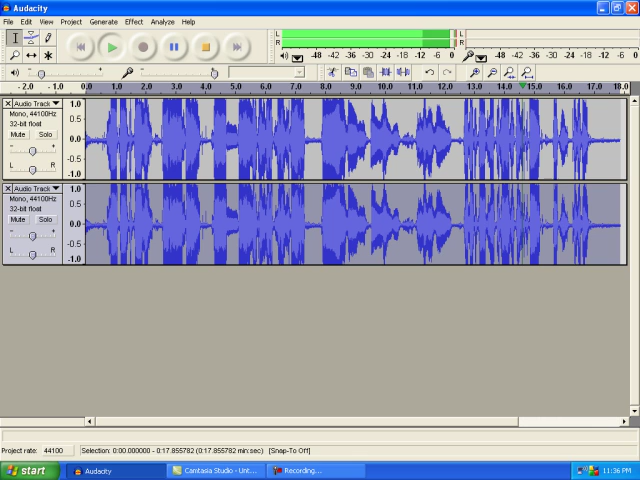 Audacity
File Edit View Project Generate Effect Analyze Help
L
R
-48 -42 -36 -30 -24 -18 -12 -6 0
L
R
-48 -42 -36 -30 -24 -18 -12 -6 0
- +
- +
- 2.0 - 1.0 0.0 1.0 2.0 3.0 4.0 5.0 6.0 7.0 8.0 9.0 10.0 11.0 12.0 13.0 14.0 15.0 16.0 17.0 18.0
Audio Track
Mono, 44100Hz
32-bit float
Mute Solo
- +
L R
1.0
0.5
0.0
-0.5
-1.0
Audio Track
Mono, 44100Hz
32-bit float
Mute Solo
- +
L R
1.0
0.5
0.0
-0.5
-1.0
Project rate: 44100 Selection: 0:00.000000 - 0:17.855782 (0:17.855782 min:sec) [Snap-To Off]
start Audacity Camtasia Studio - Unt... Recording... 11:36 PM